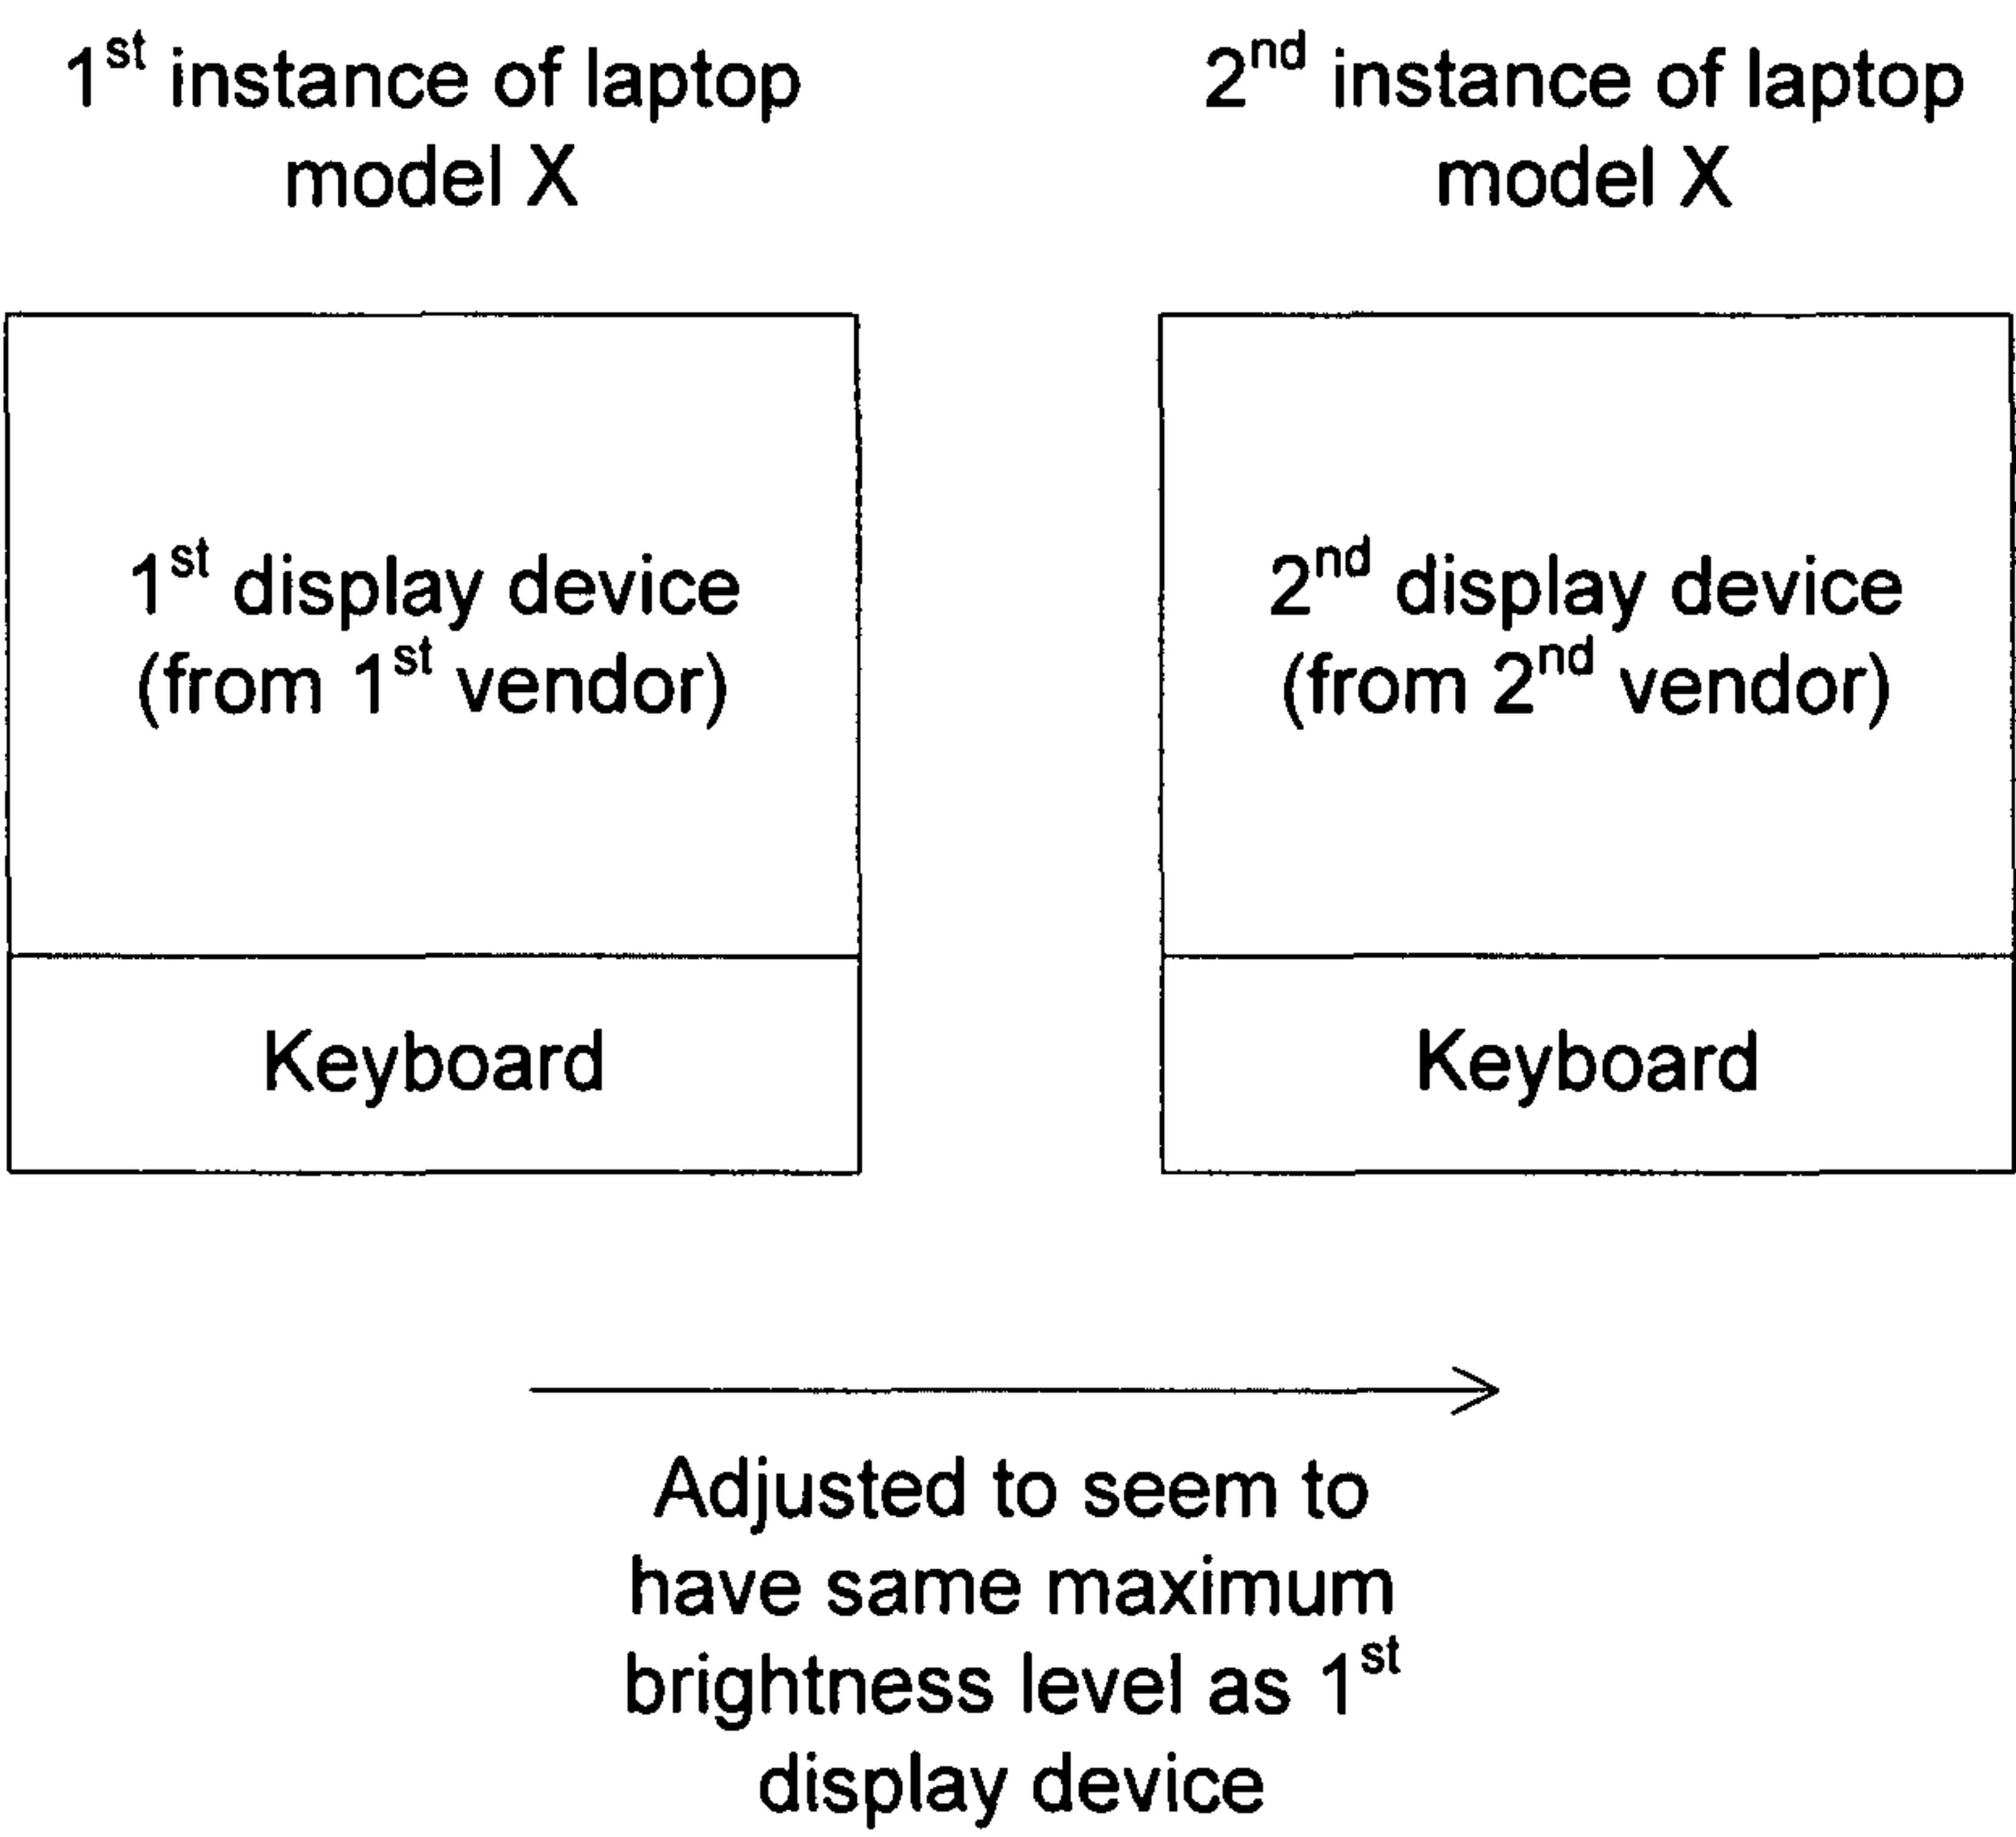 1st instance of laptop
model X
2nd instance of laptop
model X
1st display device
(from 1st vendor)
2nd display device
(from 2nd vendor)
Keyboard
Keyboard
Adjusted to seem to
have same maximum
brightness level as 1st
display device